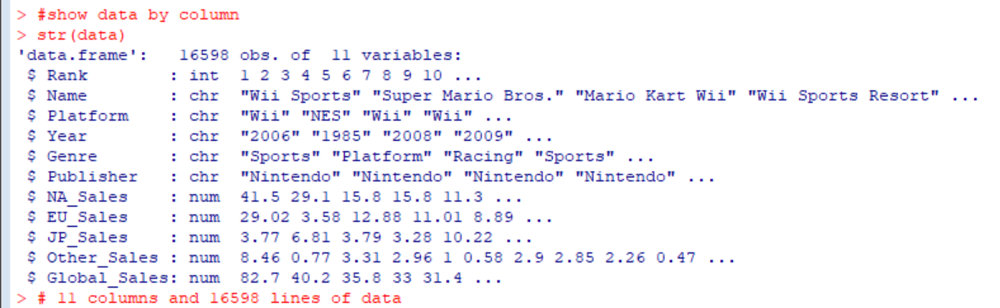 > #show data by column
> str(data)
'data.frame':   16598 obs. of  11 variables:
 $ Rank        : int  1 2 3 4 5 6 7 8 9 10 ...
 $ Name        : chr  "Wii Sports" "Super Mario Bros." "Mario Kart Wii" "Wii Sports Resort" ...
 $ Platform    : chr  "Wii" "NES" "Wii" "Wii" ...
 $ Year        : chr  "2006" "1985" "2008" "2009" ...
 $ Genre       : chr  "Sports" "Platform" "Racing" "Sports" ...
 $ Publisher   : chr  "Nintendo" "Nintendo" "Nintendo" "Nintendo" ...
 $ NA_Sales    : num  41.5 29.1 15.8 15.8 11.3 ...
 $ EU_Sales    : num  29.02 3.58 12.88 11.01 8.89 ...
 $ JP_Sales    : num  3.77 6.81 3.79 3.28 10.22 ...
 $ Other_Sales : num  8.46 0.77 3.31 2.96 1 0.58 2.9 2.85 2.26 0.47 ...
 $ Global_Sales: num  82.7 40.2 35.8 33 31.4 ...
> # 11 columns and 16598 lines of data